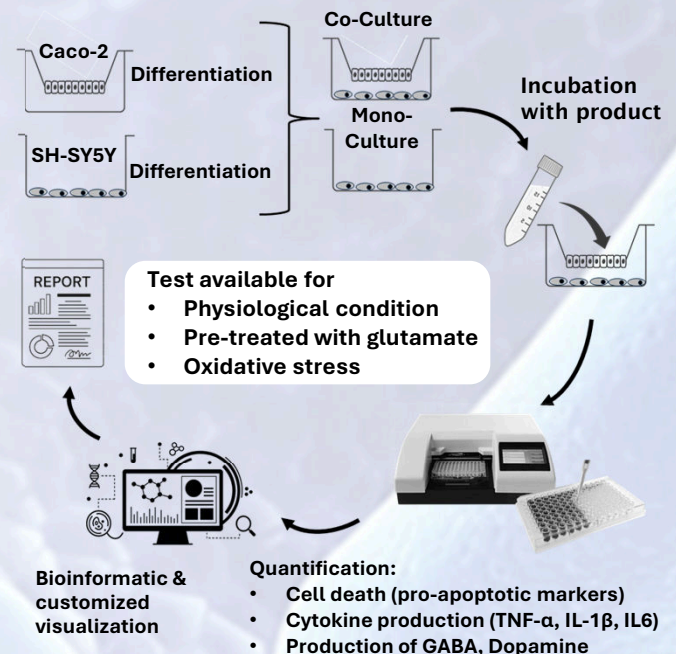 Co-Culture
Caco-2
Differentiation
Mono-
Culture
SH-SY5Y
Differentiation
Incubation
with product
REPORT
Test available for
• Physiological condition
• Pre-treated with glutamate
• Oxidative stress
Bioinformatic &
customized
visualization
Quantification:
• Cell death (pro-apoptotic markers)
• Cytokine production (TNF-α, IL-1β, IL6)
• Production of GABA, Dopamine